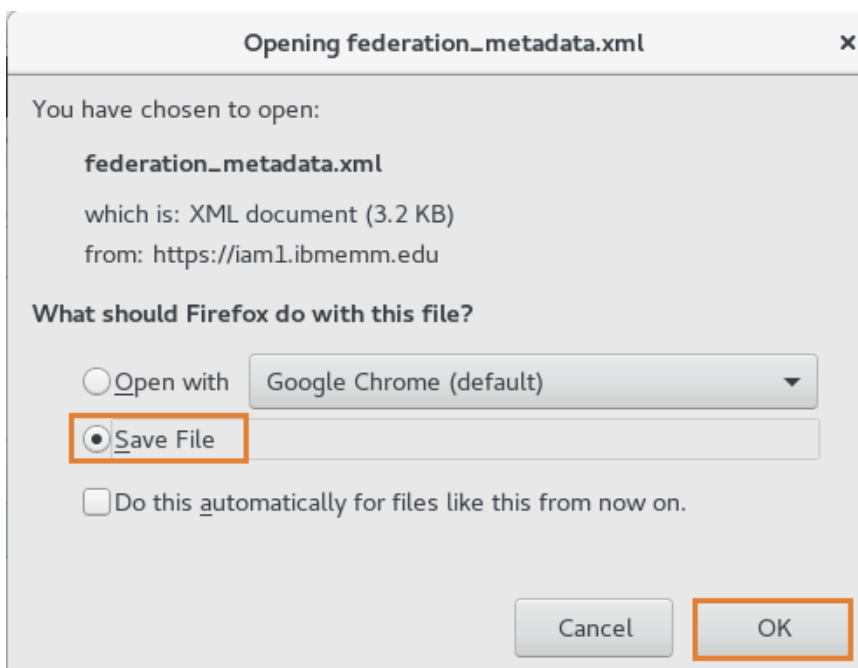 Opening federation_metadata.xml ×
You have chosen to open:
federation_metadata.xml
which is: XML document (3.2 KB)
from: https://iam1.ibmemm.edu
What should Firefox do with this file?
Open with Google Chrome (default)
Save File
Do this automatically for files like this from now on.
Cancel OK